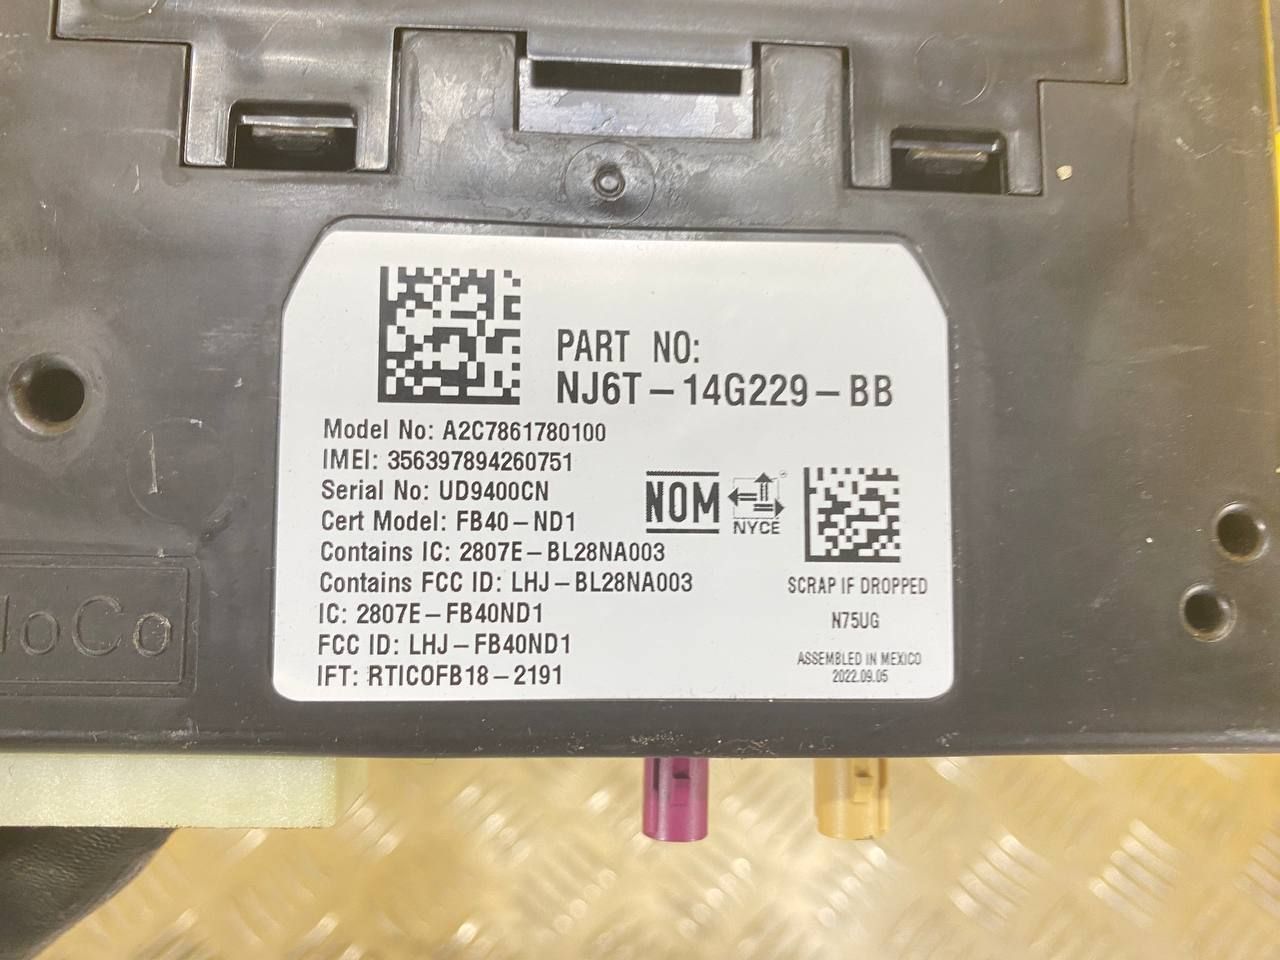 PART NO:
NJ6T-14G229-BB
Model No: A2C7861780100
IMEI: 356397894260751
Serial No: UD9400CN
Cert Model: FB40-ND1
Contains IC: 2807E-BL28NA003
Contains FCC ID: LHJ-BL28NA003
IC: 2807E-FB40ND1
FCC ID: LHJ-FB40ND1
IFT: RTICOFB18-2191
NOM
NYCE
SCRAP IF DROPPED
N75UG
ASSEMBLED IN MEXICO
2022.09.05